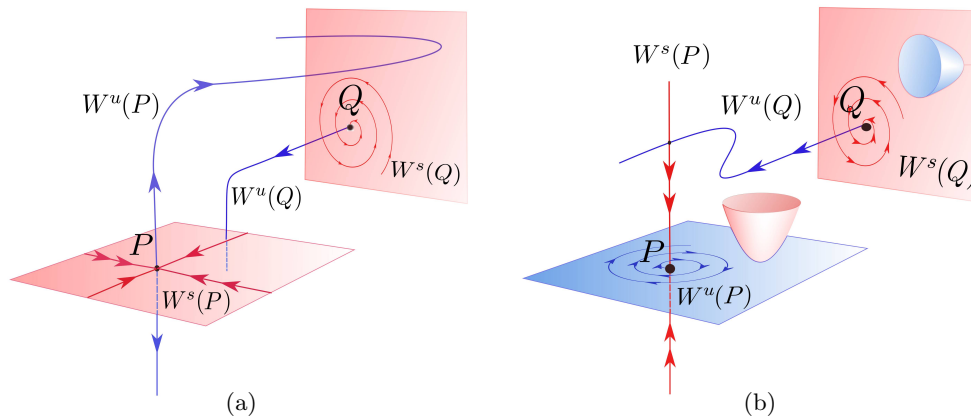 W^u(P)
Q
W^s(Q)
W^u(Q)
P
W^s(P)
(a)
W^s(P)
W^u(Q)
Q
W^s(Q)
P
W^u(P)
(b)